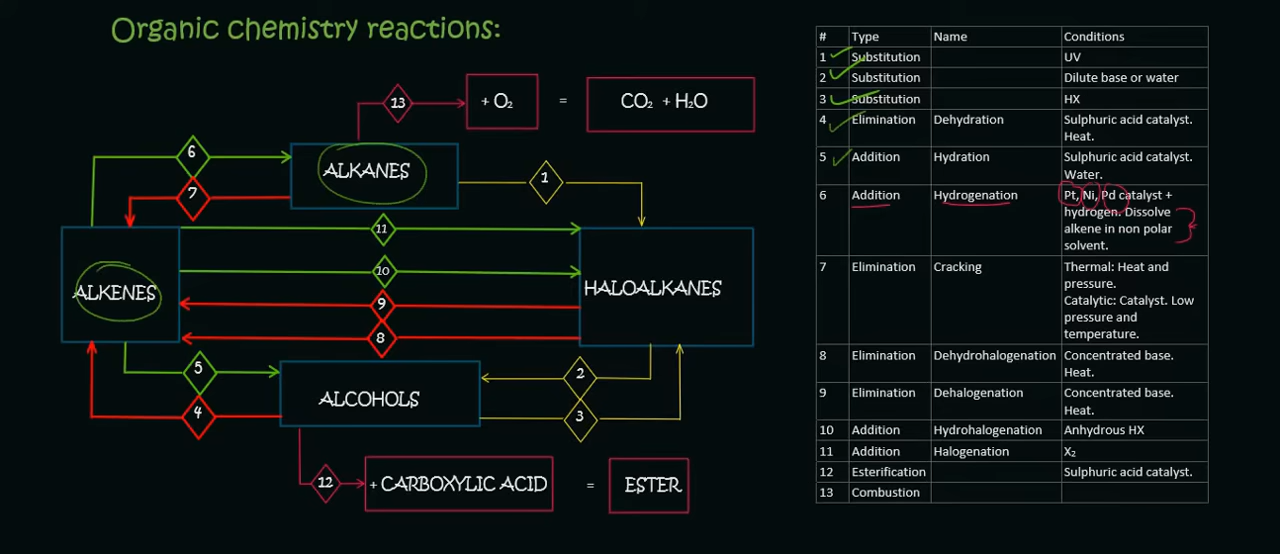 Organic chemistry reactions:
13
+ O₂
=
CO₂ + H₂O
6
ALKANES
7
1
11
10
ALKENES
9
HALOALKANES
8
5
2
ALCOHOLS
4
3
12
+ CARBOXYLIC ACID
=
ESTER
# Type Name Conditions
1 Substitution UV
2 Substitution Dilute base or water
3 Substitution HX
4 Elimination Dehydration Sulphuric acid catalyst.
Heat.
5 Addition Hydration Sulphuric acid catalyst.
Water.
6 Addition Hydrogenation Pt, Ni, Pd catalyst +
hydrogen. Dissolve
alkene in non polar
solvent.
7 Elimination Cracking Thermal: Heat and
pressure.
Catalytic: Catalyst. Low
pressure and
temperature.
8 Elimination Dehydrohalogenation Concentrated base.
Heat.
9 Elimination Dehalogenation Concentrated base.
Heat.
10 Addition Hydrohalogenation Anhydrous HX
11 Addition Halogenation X₂
12 Esterification Sulphuric acid catalyst.
13 Combustion